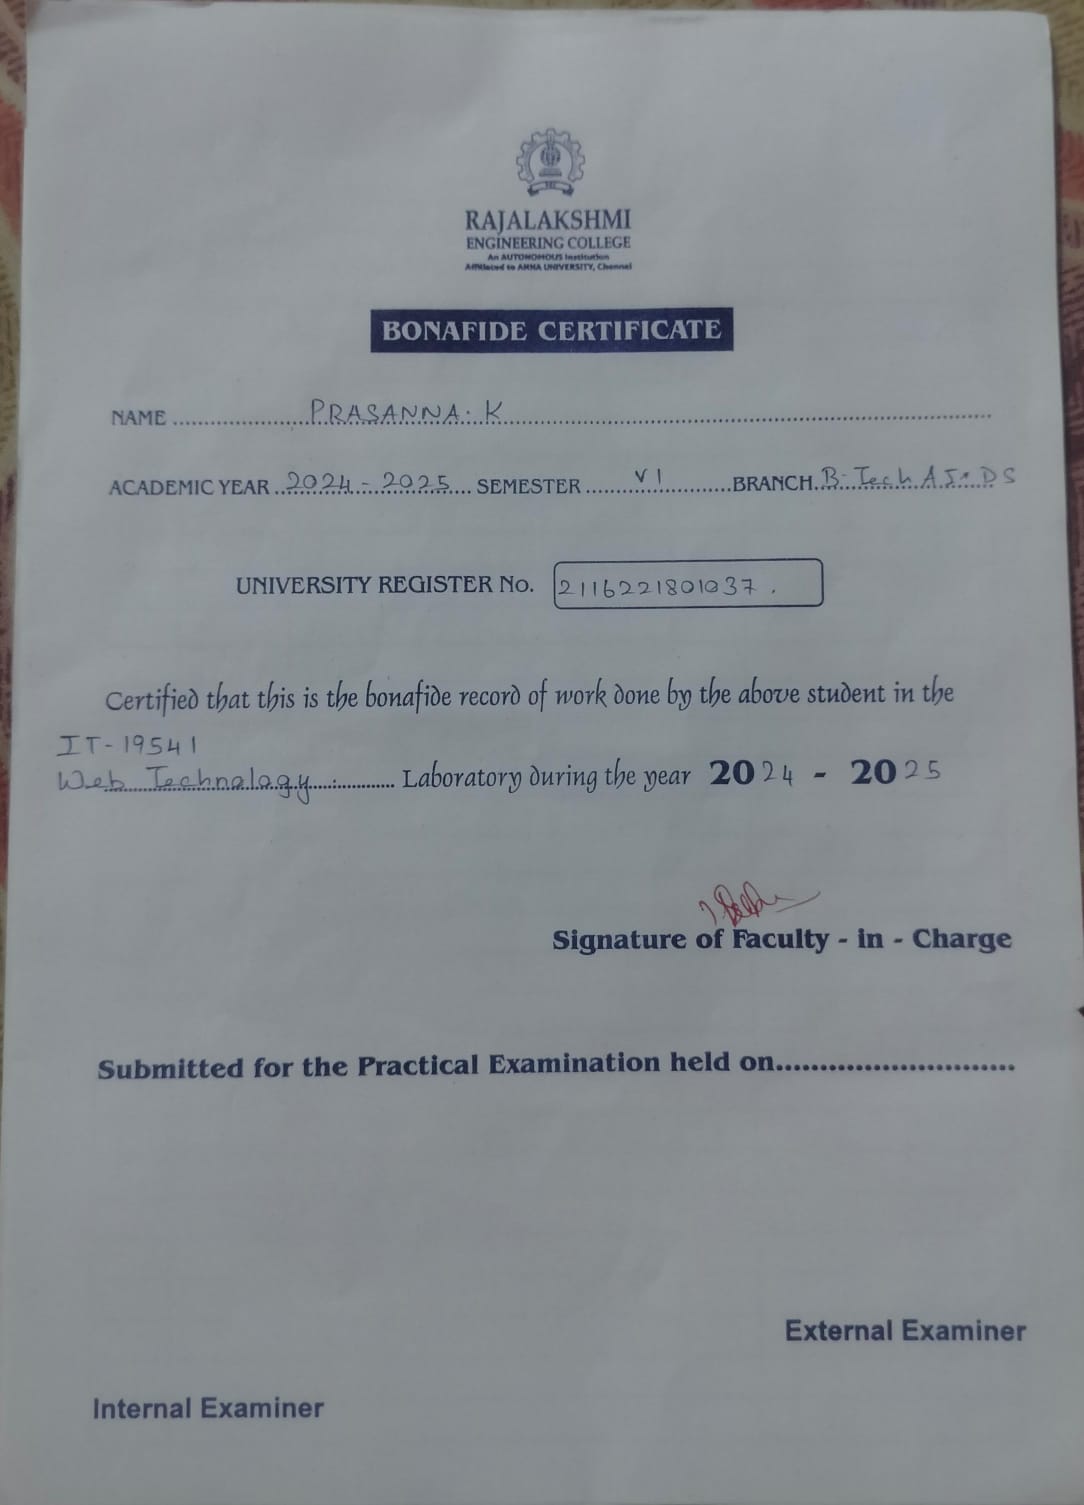 RAJALAKSHMI
ENGINEERING COLLEGE
An AUTONOMOUS Institution
Affiliated to ANNA UNIVERSITY, Chennai
BONAFIDE CERTIFICATE
NAME ..................... PRASANNA. K ..........................................................................
ACADEMIC YEAR 2024 - 2025 SEMESTER ....... VI ...........BRANCH. B-Tech AI DS
UNIVERSITY REGISTER No. 2116221801037 .
Certified that this is the bonafide record of work done by the above student in the
IT-19541
Web Technology ............ Laboratory during the year 2024 - 2025
Signature of Faculty - in - Charge
Submitted for the Practical Examination held on............................
External Examiner
Internal Examiner